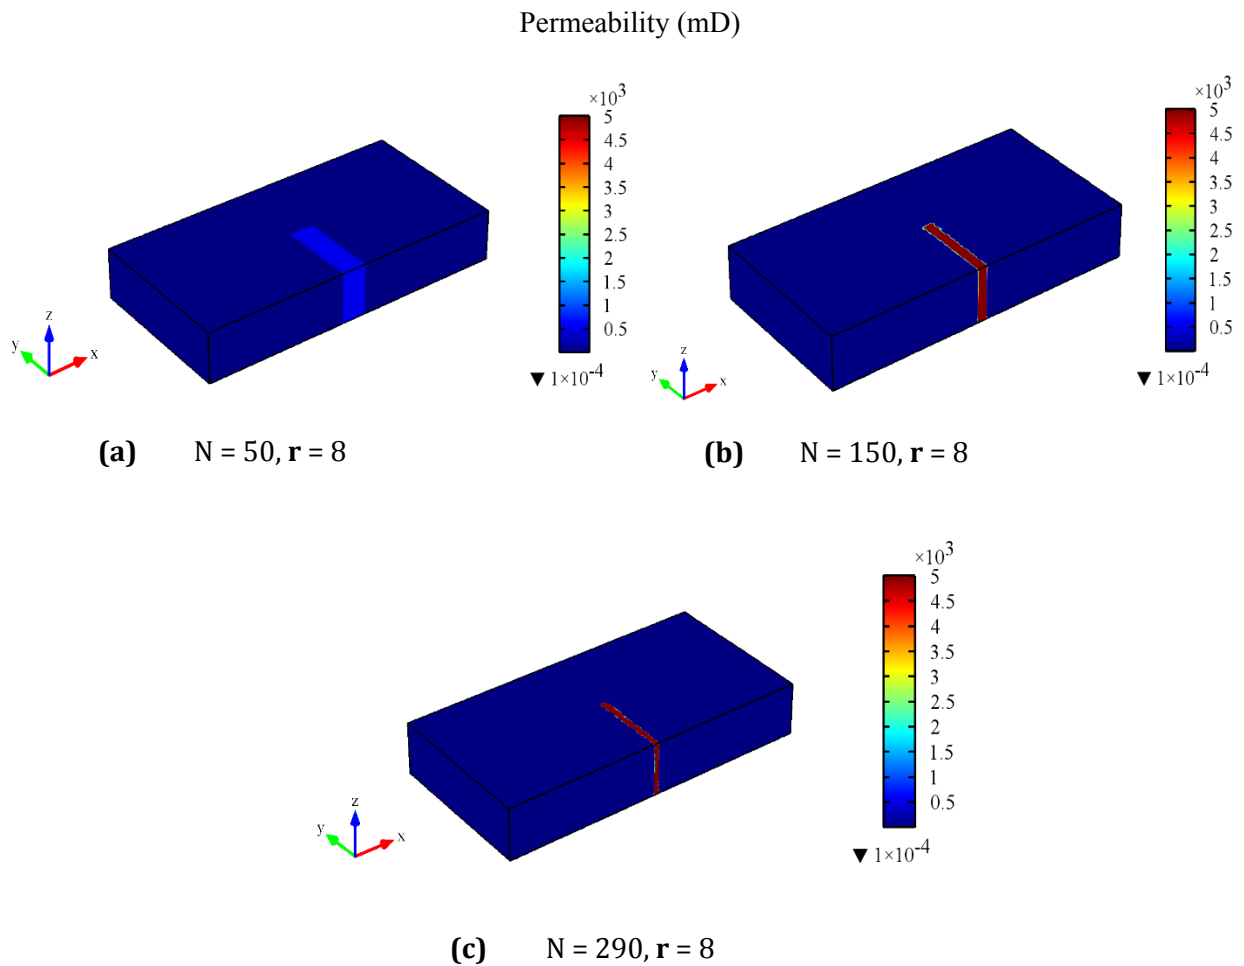 Permeability (mD)
×10³
5
4.5
4
3.5
3
2.5
2
1.5
1
0.5
▼ 1×10⁻⁴
z
y
x
(a) N = 50, r = 8
×10³
5
4.5
4
3.5
3
2.5
2
1.5
1
0.5
▼ 1×10⁻⁴
z
y
x
(b) N = 150, r = 8
×10³
5
4.5
4
3.5
3
2.5
2
1.5
1
0.5
▼ 1×10⁻⁴
z
y
x
(c) N = 290, r = 8